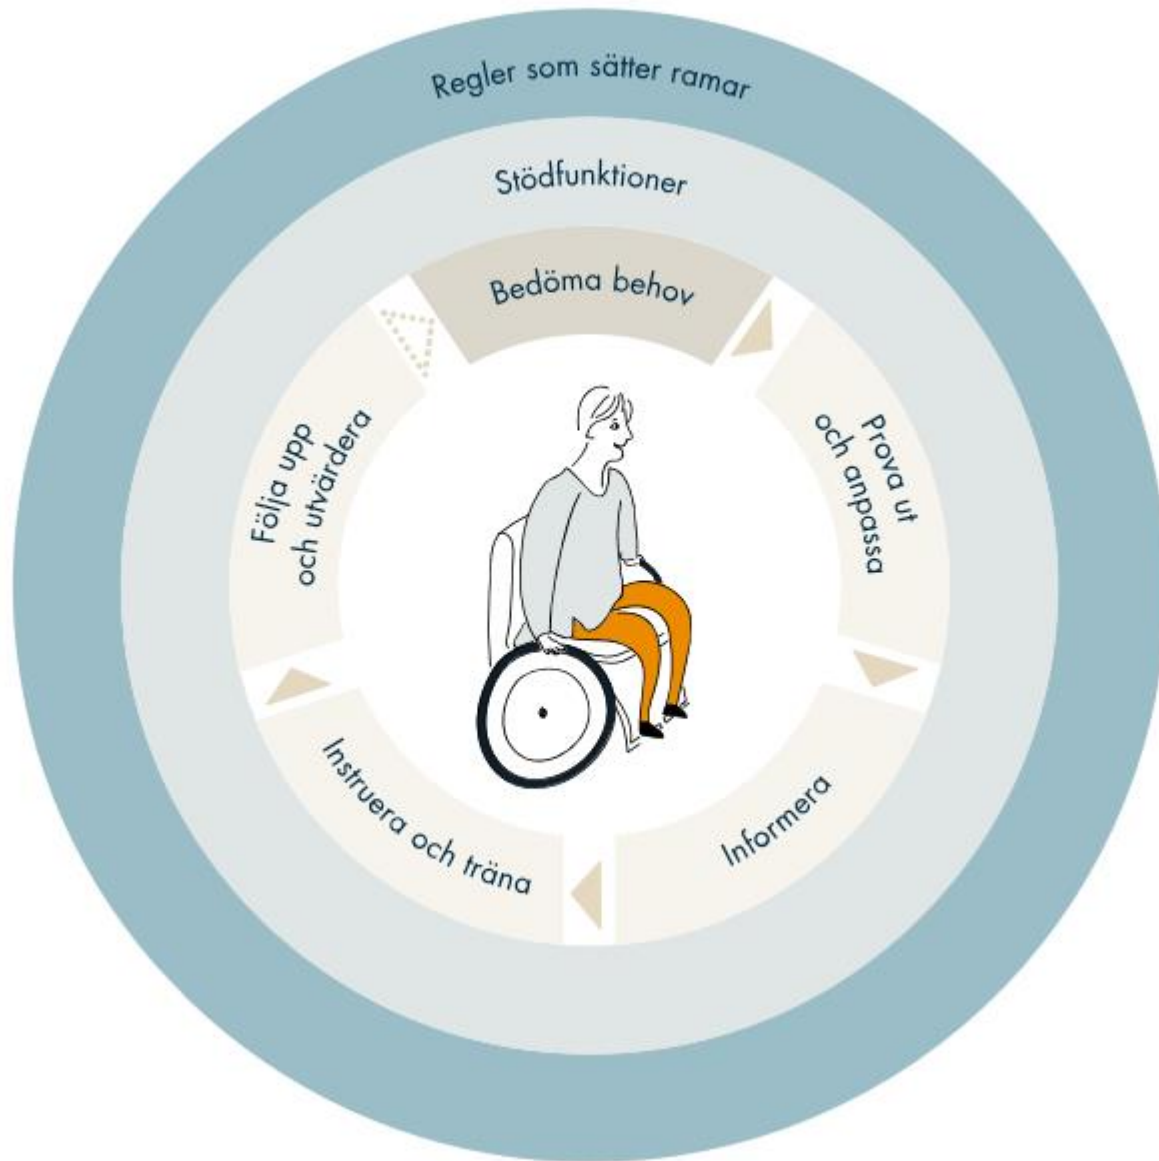 Regler som sätter ramar
Stödfunktioner
Bedöma behov
Prova ut
och anpassa
Informera
Instruera och träna
Följa upp
och utvärdera